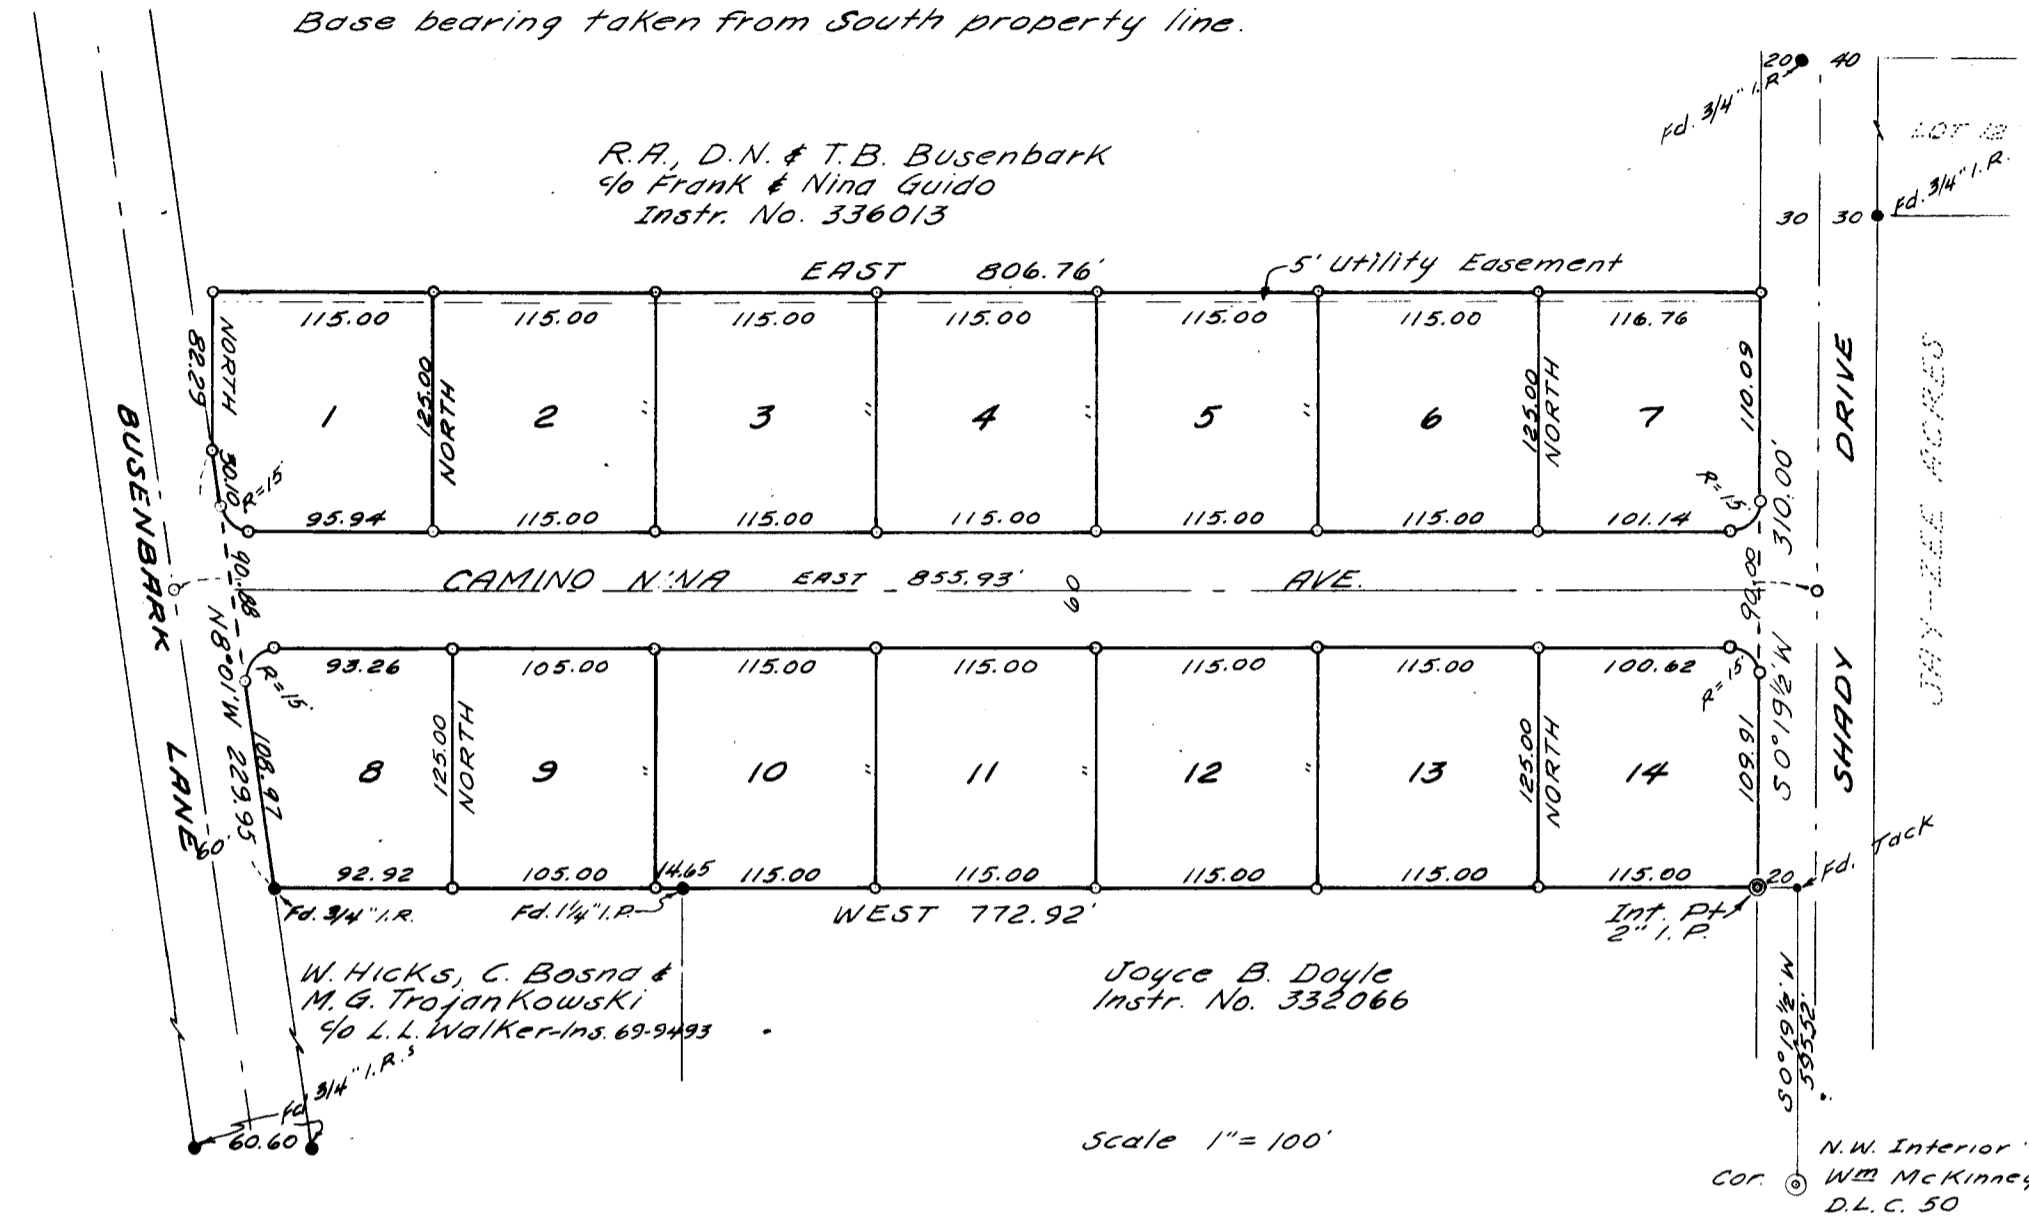 Base bearing taken from South property line.
20 40
Fd. 3/4" I.R.
LOT 12
R.A., D.N. & T.B. Busenbark
c/o Frank & Nina Guido
Instr. No. 336013
30 30
Fd. 3/4" I.R.
EAST 806.76'
5' Utility Easement
115.00 115.00 115.00 115.00 115.00 115.00 116.76
NORTH
82.29
125.00
NORTH
125.00
NORTH
110.09
1 2 " 3 " 4 " 5 " 6 7
30.10
R=15'
R=15'
95.94 115.00 115.00 115.00 115.00 115.00 101.14
310.00'
S 0°19½' W.
90.88
90.00
CAMINO NINA EAST 855.93' AVE.
60
BUSENBARK LANE
SHADY DRIVE
JAY-ZEE ACRES
N 8°01' W 229.95
R=15'
R=15'
93.26 105.00 115.00 115.00 115.00 115.00 100.62
108.97
125.00
NORTH
125.00
NORTH
109.91
8 9 " 10 " 11 " 12 " 13 14
60'
92.92 105.00 14.65 115.00 115.00 115.00 115.00 115.00
20
Fd. Tack
Fd. 3/4" I.R.
Fd. 1¼" I.P.
WEST 772.92'
Int. Pt
2" I.P.
W. Hicks, C. Bosna &
M.G. Trojankowski
c/o L.L. Walker-Ins. 69-9493
Joyce B. Doyle
Instr. No. 332066
S 0°19½' W.
595.52'
Fd. 3/4" I.R.s
60.60
Scale 1"= 100'
Cor.
N.W. Interior
Wm McKinney
D.L.C. 50